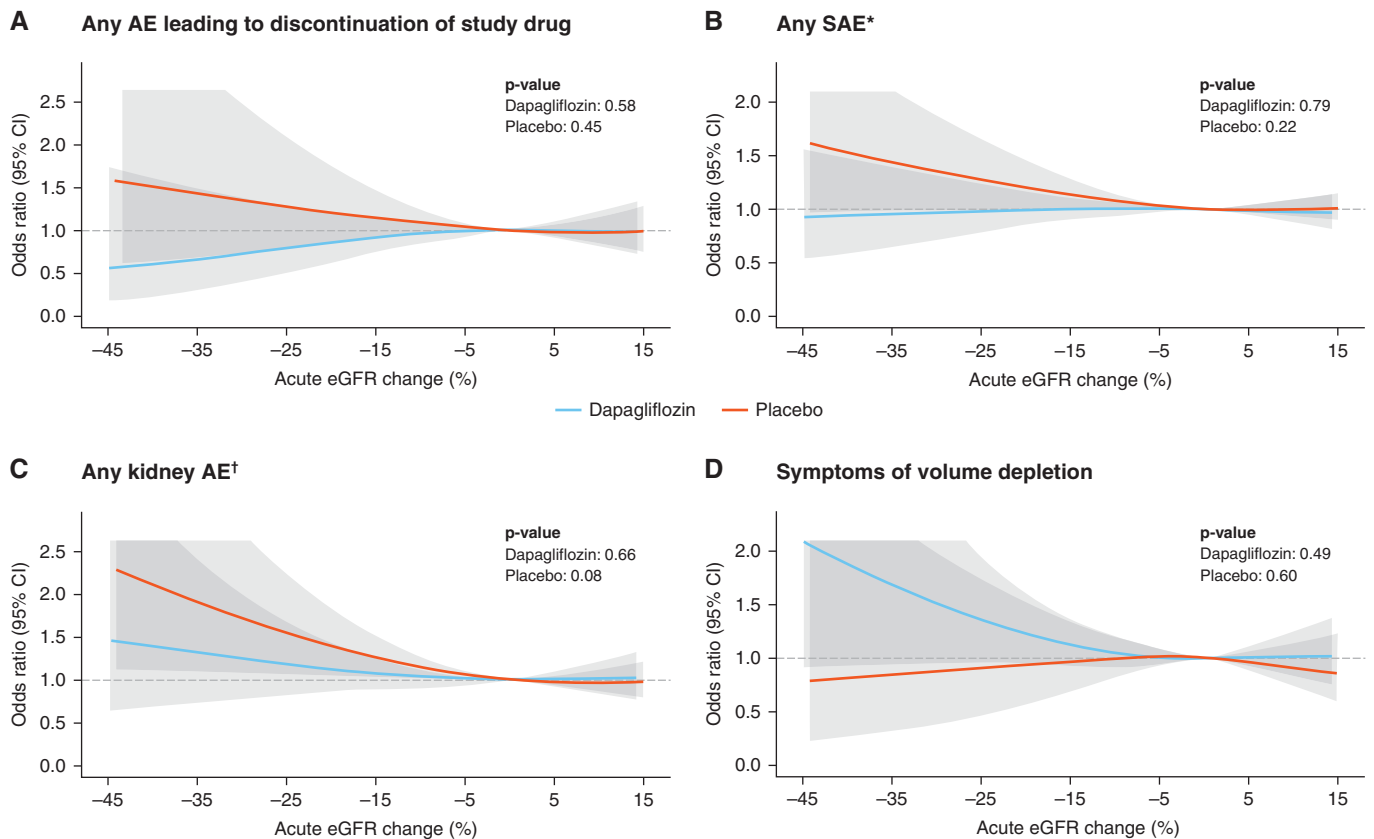 A Any AE leading to discontinuation of study drug
Odds ratio (95% CI)
2.5
2.0
1.5
1.0
0.5
0.0
p-value
Dapagliflozin: 0.58
Placebo: 0.45
–45 –35 –25 –15 –5 5 15
Acute eGFR change (%)
B Any SAE*
Odds ratio (95% CI)
2.0
1.5
1.0
0.5
0.0
p-value
Dapagliflozin: 0.79
Placebo: 0.22
–45 –35 –25 –15 –5 5 15
Acute eGFR change (%)
Dapagliflozin Placebo
C Any kidney AE†
Odds ratio (95% CI)
2.5
2.0
1.5
1.0
0.5
0.0
p-value
Dapagliflozin: 0.66
Placebo: 0.08
–45 –35 –25 –15 –5 5 15
Acute eGFR change (%)
D Symptoms of volume depletion
Odds ratio (95% CI)
2.0
1.5
1.0
0.5
0.0
p-value
Dapagliflozin: 0.49
Placebo: 0.60
–45 –35 –25 –15 –5 5 15
Acute eGFR change (%)